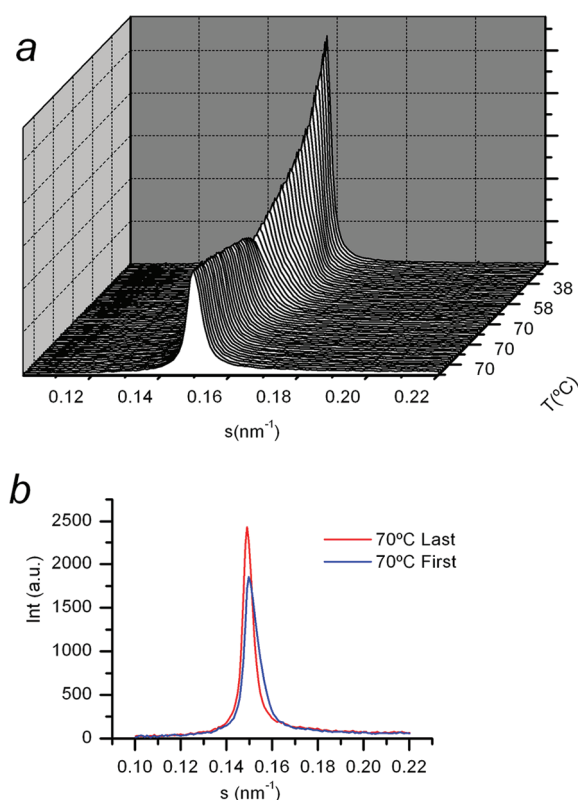 a
38
58
70
70
70
T(ºC)
0.12 0.14 0.16 0.18 0.20 0.22
s(nm-1)
b
2500
2000
1500
1000
500
0
Int (a.u.)
70ºC Last
70ºC First
0.10 0.12 0.14 0.16 0.18 0.20 0.22
s (nm-1)